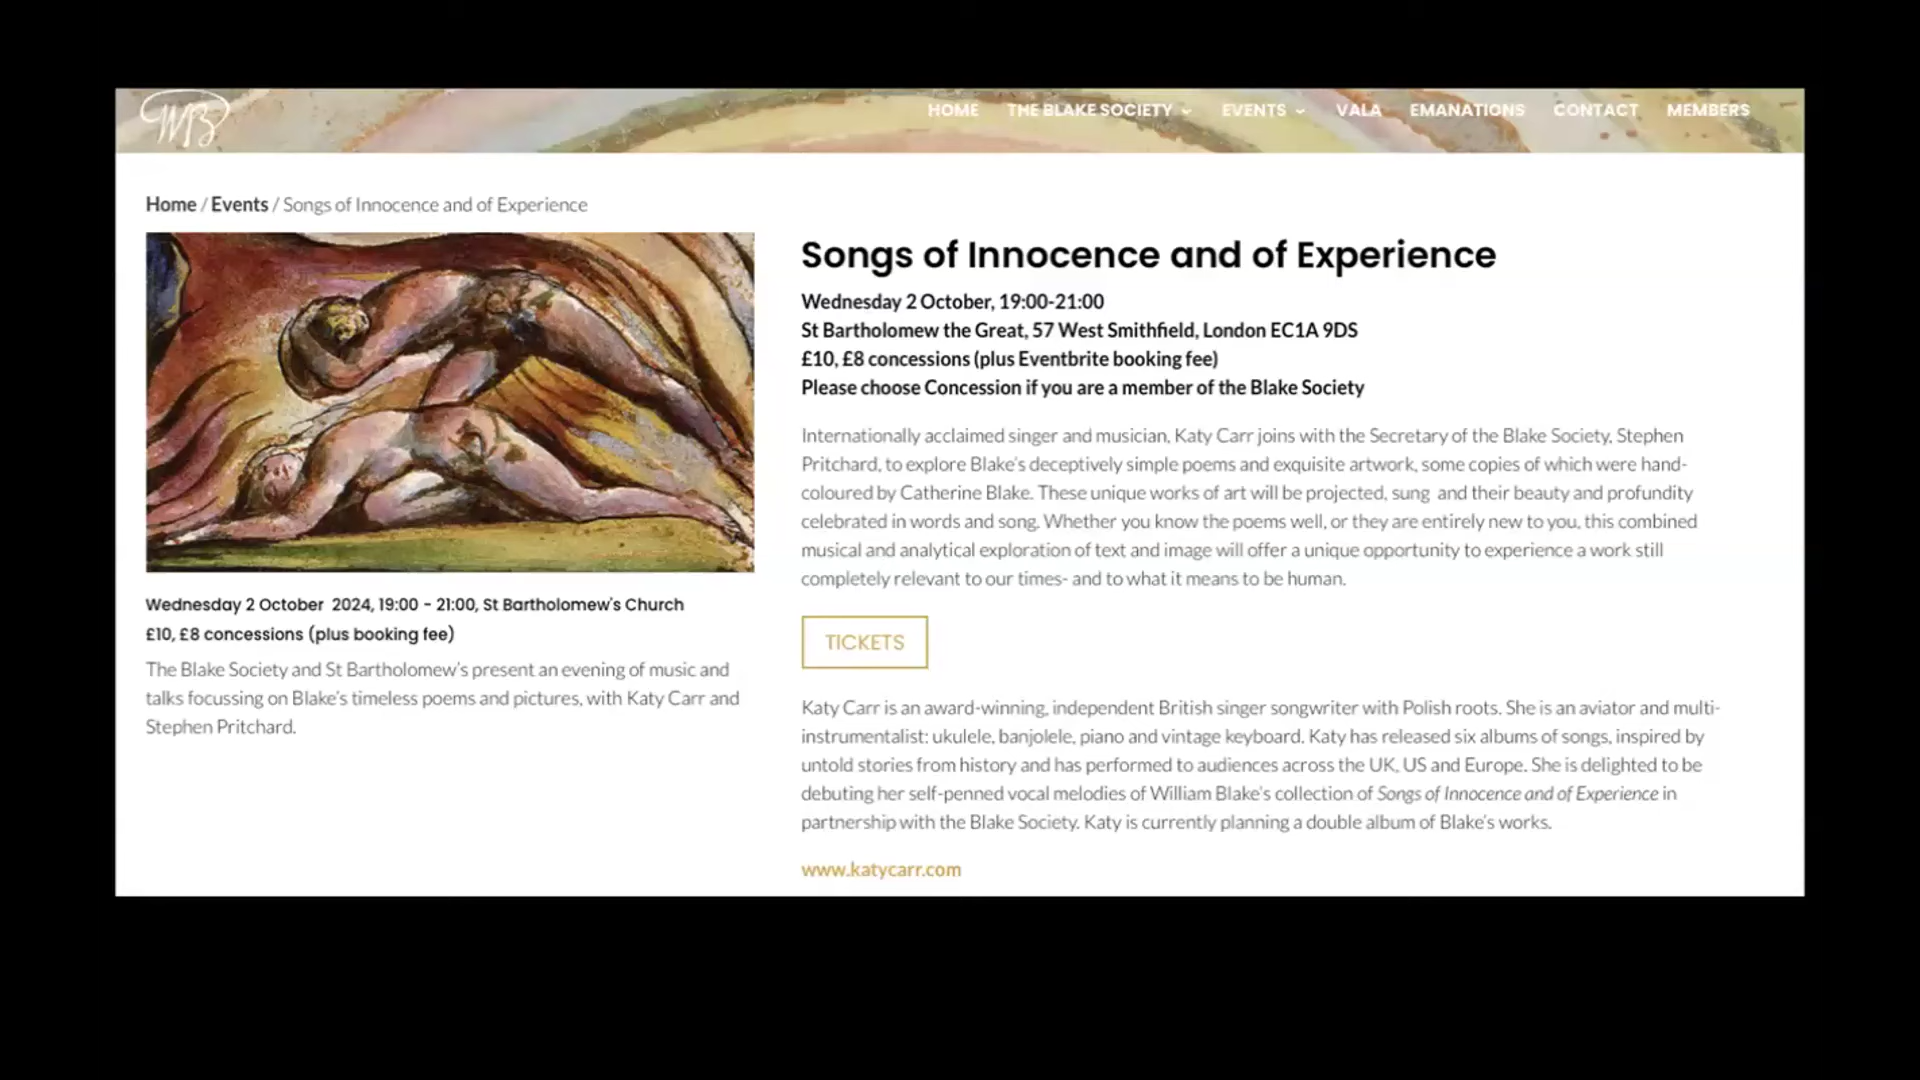 WB
HOME THE BLAKE SOCIETY EVENTS VALA EMANATIONS CONTACT MEMBERS
Home / Events / Songs of Innocence and of Experience
Wednesday 2 October 2024, 19:00 - 21:00, St Bartholomew's Church
£10, £8 concessions (plus booking fee)
The Blake Society and St Bartholomew's present an evening of music and
talks focussing on Blake's timeless poems and pictures, with Katy Carr and
Stephen Pritchard.
Songs of Innocence and of Experience
Wednesday 2 October, 19:00-21:00
St Bartholomew the Great, 57 West Smithfield, London EC1A 9DS
£10, £8 concessions (plus Eventbrite booking fee)
Please choose Concession if you are a member of the Blake Society
Internationally acclaimed singer and musician, Katy Carr joins with the Secretary of the Blake Society, Stephen
Pritchard, to explore Blake's deceptively simple poems and exquisite artwork, some copies of which were hand-
coloured by Catherine Blake. These unique works of art will be projected, sung and their beauty and profundity
celebrated in words and song. Whether you know the poems well, or they are entirely new to you, this combined
musical and analytical exploration of text and image will offer a unique opportunity to experience a work still
completely relevant to our times- and to what it means to be human.
TICKETS
Katy Carr is an award-winning, independent British singer songwriter with Polish roots. She is an aviator and multi-
instrumentalist: ukulele, banjolele, piano and vintage keyboard. Katy has released six albums of songs, inspired by
untold stories from history and has performed to audiences across the UK, US and Europe. She is delighted to be
debuting her self-penned vocal melodies of William Blake's collection of Songs of Innocence and of Experience in
partnership with the Blake Society. Katy is currently planning a double album of Blake's works.
www.katycarr.com